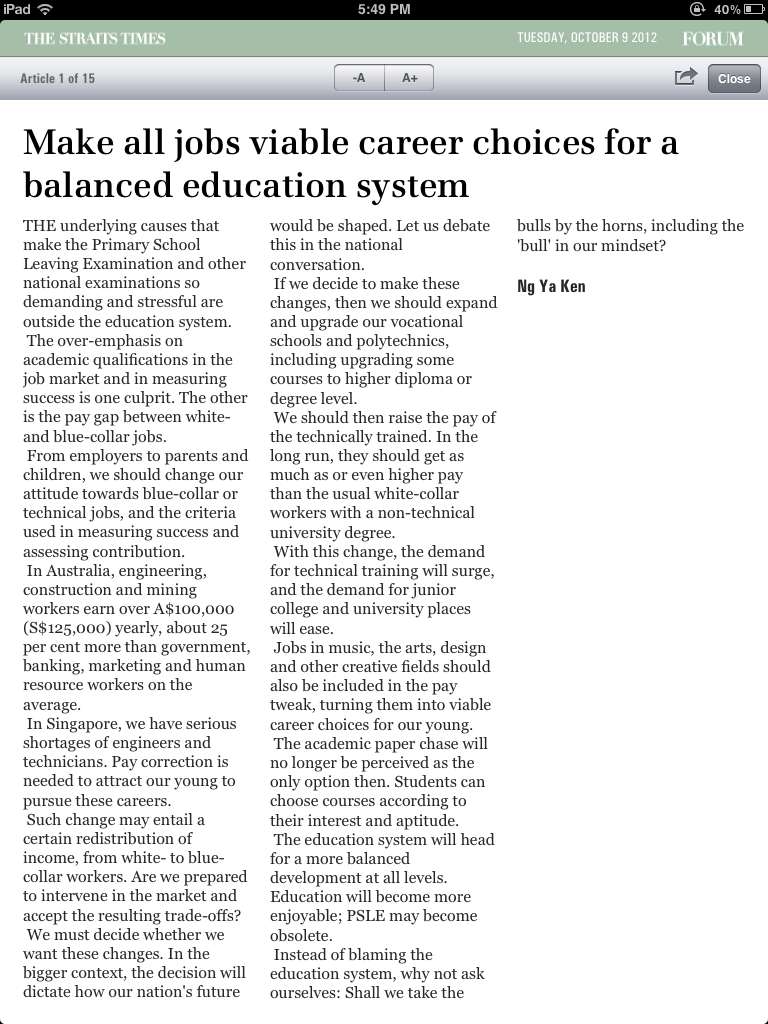 iPad 5:49 PM 40%
THE STRAITS TIMES TUESDAY, OCTOBER 9 2012 FORUM
Article 1 of 15 -A A+ Close
Make all jobs viable career choices for a
balanced education system
THE underlying causes that
make the Primary School
Leaving Examination and other
national examinations so
demanding and stressful are
outside the education system.
The over-emphasis on
academic qualifications in the
job market and in measuring
success is one culprit. The other
is the pay gap between white-
and blue-collar jobs.
From employers to parents and
children, we should change our
attitude towards blue-collar or
technical jobs, and the criteria
used in measuring success and
assessing contribution.
In Australia, engineering,
construction and mining
workers earn over A$100,000
(S$125,000) yearly, about 25
per cent more than government,
banking, marketing and human
resource workers on the
average.
In Singapore, we have serious
shortages of engineers and
technicians. Pay correction is
needed to attract our young to
pursue these careers.
Such change may entail a
certain redistribution of
income, from white- to blue-
collar workers. Are we prepared
to intervene in the market and
accept the resulting trade-offs?
We must decide whether we
want these changes. In the
bigger context, the decision will
dictate how our nation's future
would be shaped. Let us debate
this in the national
conversation.
If we decide to make these
changes, then we should expand
and upgrade our vocational
schools and polytechnics,
including upgrading some
courses to higher diploma or
degree level.
We should then raise the pay of
the technically trained. In the
long run, they should get as
much as or even higher pay
than the usual white-collar
workers with a non-technical
university degree.
With this change, the demand
for technical training will surge,
and the demand for junior
college and university places
will ease.
Jobs in music, the arts, design
and other creative fields should
also be included in the pay
tweak, turning them into viable
career choices for our young.
The academic paper chase will
no longer be perceived as the
only option then. Students can
choose courses according to
their interest and aptitude.
The education system will head
for a more balanced
development at all levels.
Education will become more
enjoyable; PSLE may become
obsolete.
Instead of blaming the
education system, why not ask
ourselves: Shall we take the
bulls by the horns, including the
'bull' in our mindset?
Ng Ya Ken